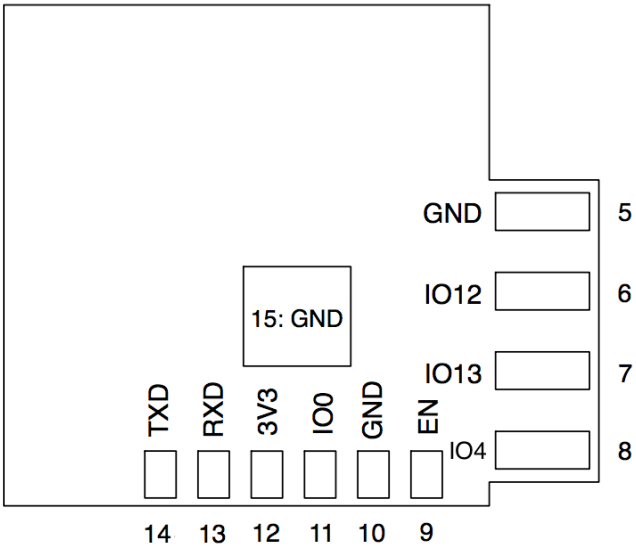 GND 5
IO12 6
15: GND
IO13 7
TXD RXD 3V3 IO0 GND EN
IO4 8
14 13 12 11 10 9